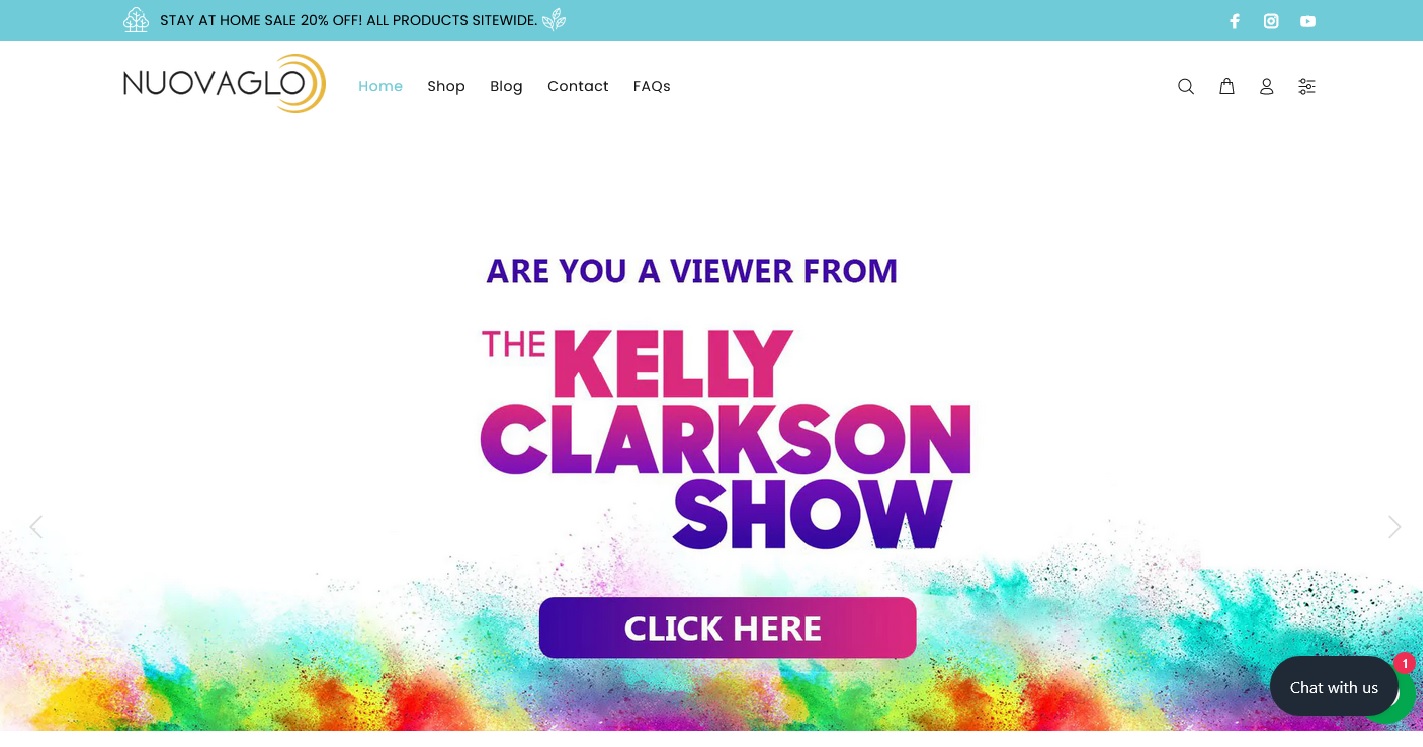 STAY AT HOME SALE 20% OFF! ALL PRODUCTS SITEWIDE.
NUOVAGLO
Home Shop Blog Contact FAQs
ARE YOU A VIEWER FROM
THE KELLY
CLARKSON
SHOW
CLICK HERE
1
Chat with us